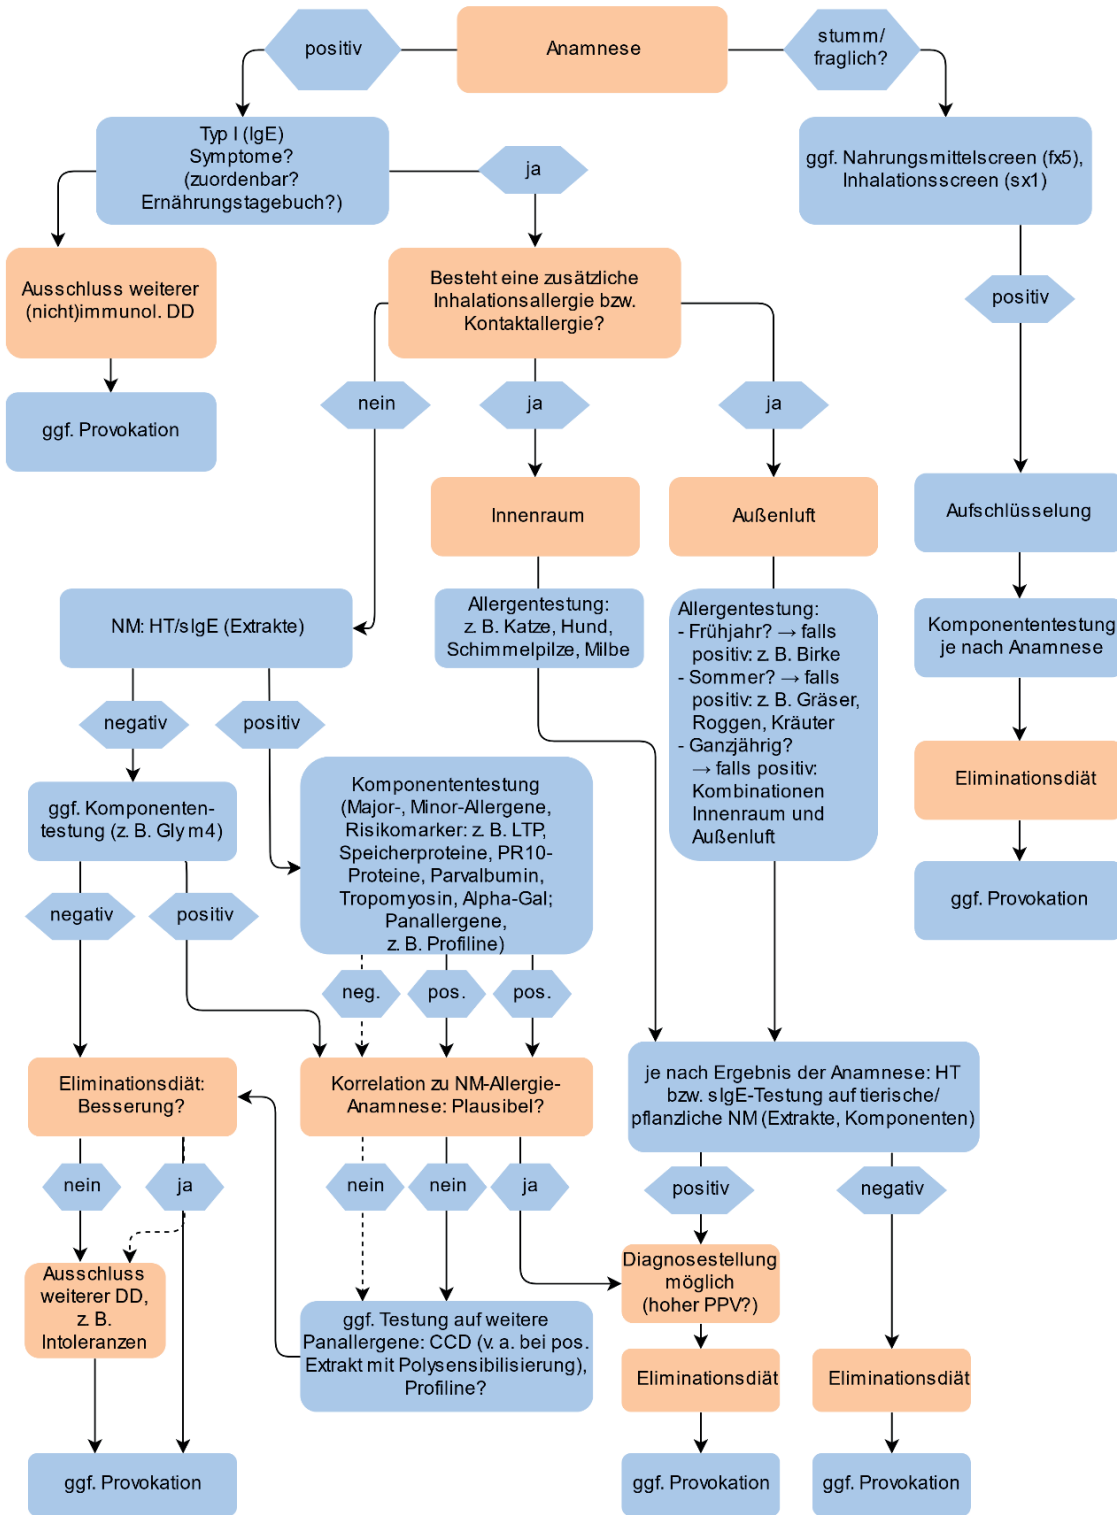 positiv
Anamnese
stumm/
fraglich?
Typ I (IgE)
Symptome?
(zuordenbar?
Ernährungstagebuch?)
ja
ggf. Nahrungsmittelscreen (fx5),
Inhalationsscreen (sx1)
Ausschluss weiterer
(nicht)immunol. DD
Besteht eine zusätzliche
Inhalationsallergie bzw.
Kontaktallergie?
positiv
ggf. Provokation
nein
ja
ja
Innenraum
Außenluft
Aufschlüsselung
NM: HT/sIgE (Extrakte)
Allergentestung:
z. B. Katze, Hund,
Schimmelpilze, Milbe
Allergentestung:
- Frühjahr? → falls
positiv: z. B. Birke
- Sommer? → falls
positiv: z. B. Gräser,
Roggen, Kräuter
- Ganzjährig?
→ falls positiv:
Kombinationen
Innenraum und
Außenluft
Komponententestung
je nach Anamnese
negativ
positiv
ggf. Komponenten-
testung (z. B. Gly m4)
Komponententestung
(Major-, Minor-Allergene,
Risikomarker: z. B. LTP,
Speicherproteine, PR10-
Proteine, Parvalbumin,
Tropomyosin, Alpha-Gal;
Panallergene,
z. B. Profiline)
Eliminationsdiät
negativ
positiv
ggf. Provokation
neg.
pos.
pos.
Eliminationsdiät:
Besserung?
Korrelation zu NM-Allergie-
Anamnese: Plausibel?
je nach Ergebnis der Anamnese: HT
bzw. sIgE-Testung auf tierische/
pflanzliche NM (Extrakte, Komponenten)
nein
ja
nein
nein
ja
positiv
negativ
Ausschluss
weiterer DD,
z. B.
Intoleranzen
ggf. Testung auf weitere
Panallergene: CCD (v. a. bei pos.
Extrakt mit Polysensibilisierung),
Profiline?
Diagnosestellung
möglich
(hoher PPV?)
Eliminationsdiät
Eliminationsdiät
ggf. Provokation
ggf. Provokation
ggf. Provokation